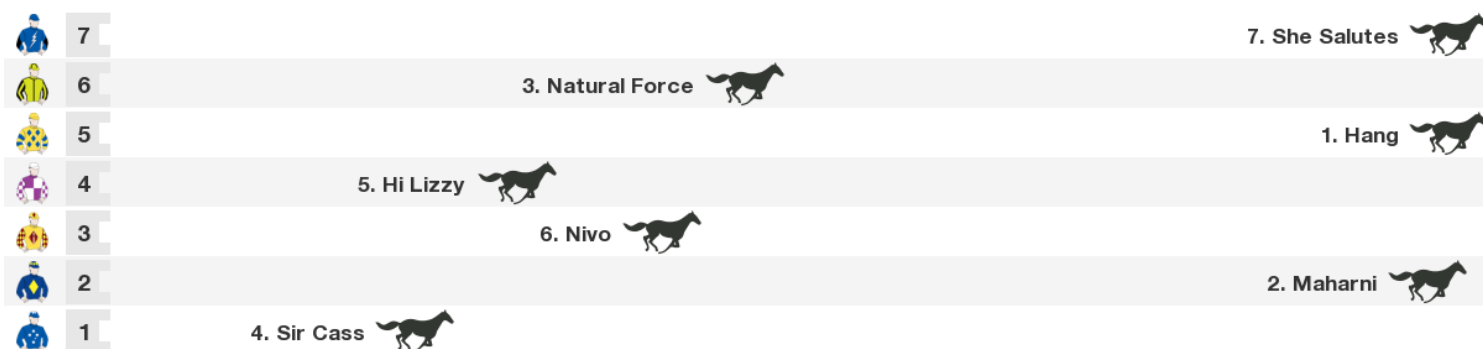 7 7. She Salutes
6 3. Natural Force
5 1. Hang
4 5. Hi Lizzy
3 6. Nivo
2 2. Maharni
1 4. Sir Cass